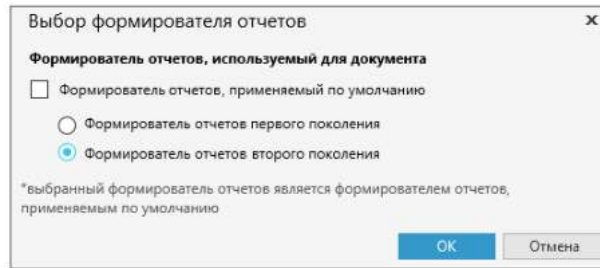 Выбор формирователя отчетов
x
Формирователь отчетов, используемый для документа
Формирователь отчетов, применяемый по умолчанию
Формирователь отчетов первого поколения
Формирователь отчетов второго поколения
*выбранный формирователь отчетов является формирователем отчетов,
применяемым по умолчанию
ОК Отмена